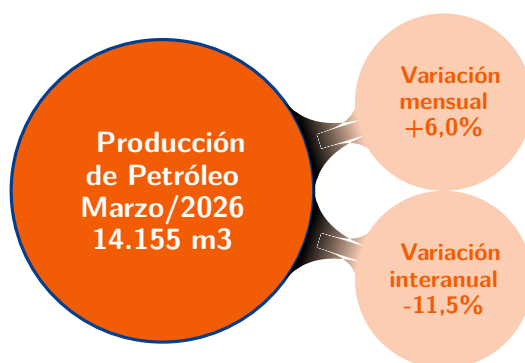 Producción
de Petróleo
Marzo/2026
14.155 m3
Variación
mensual
+6,0%
Variación
interanual
-11,5%